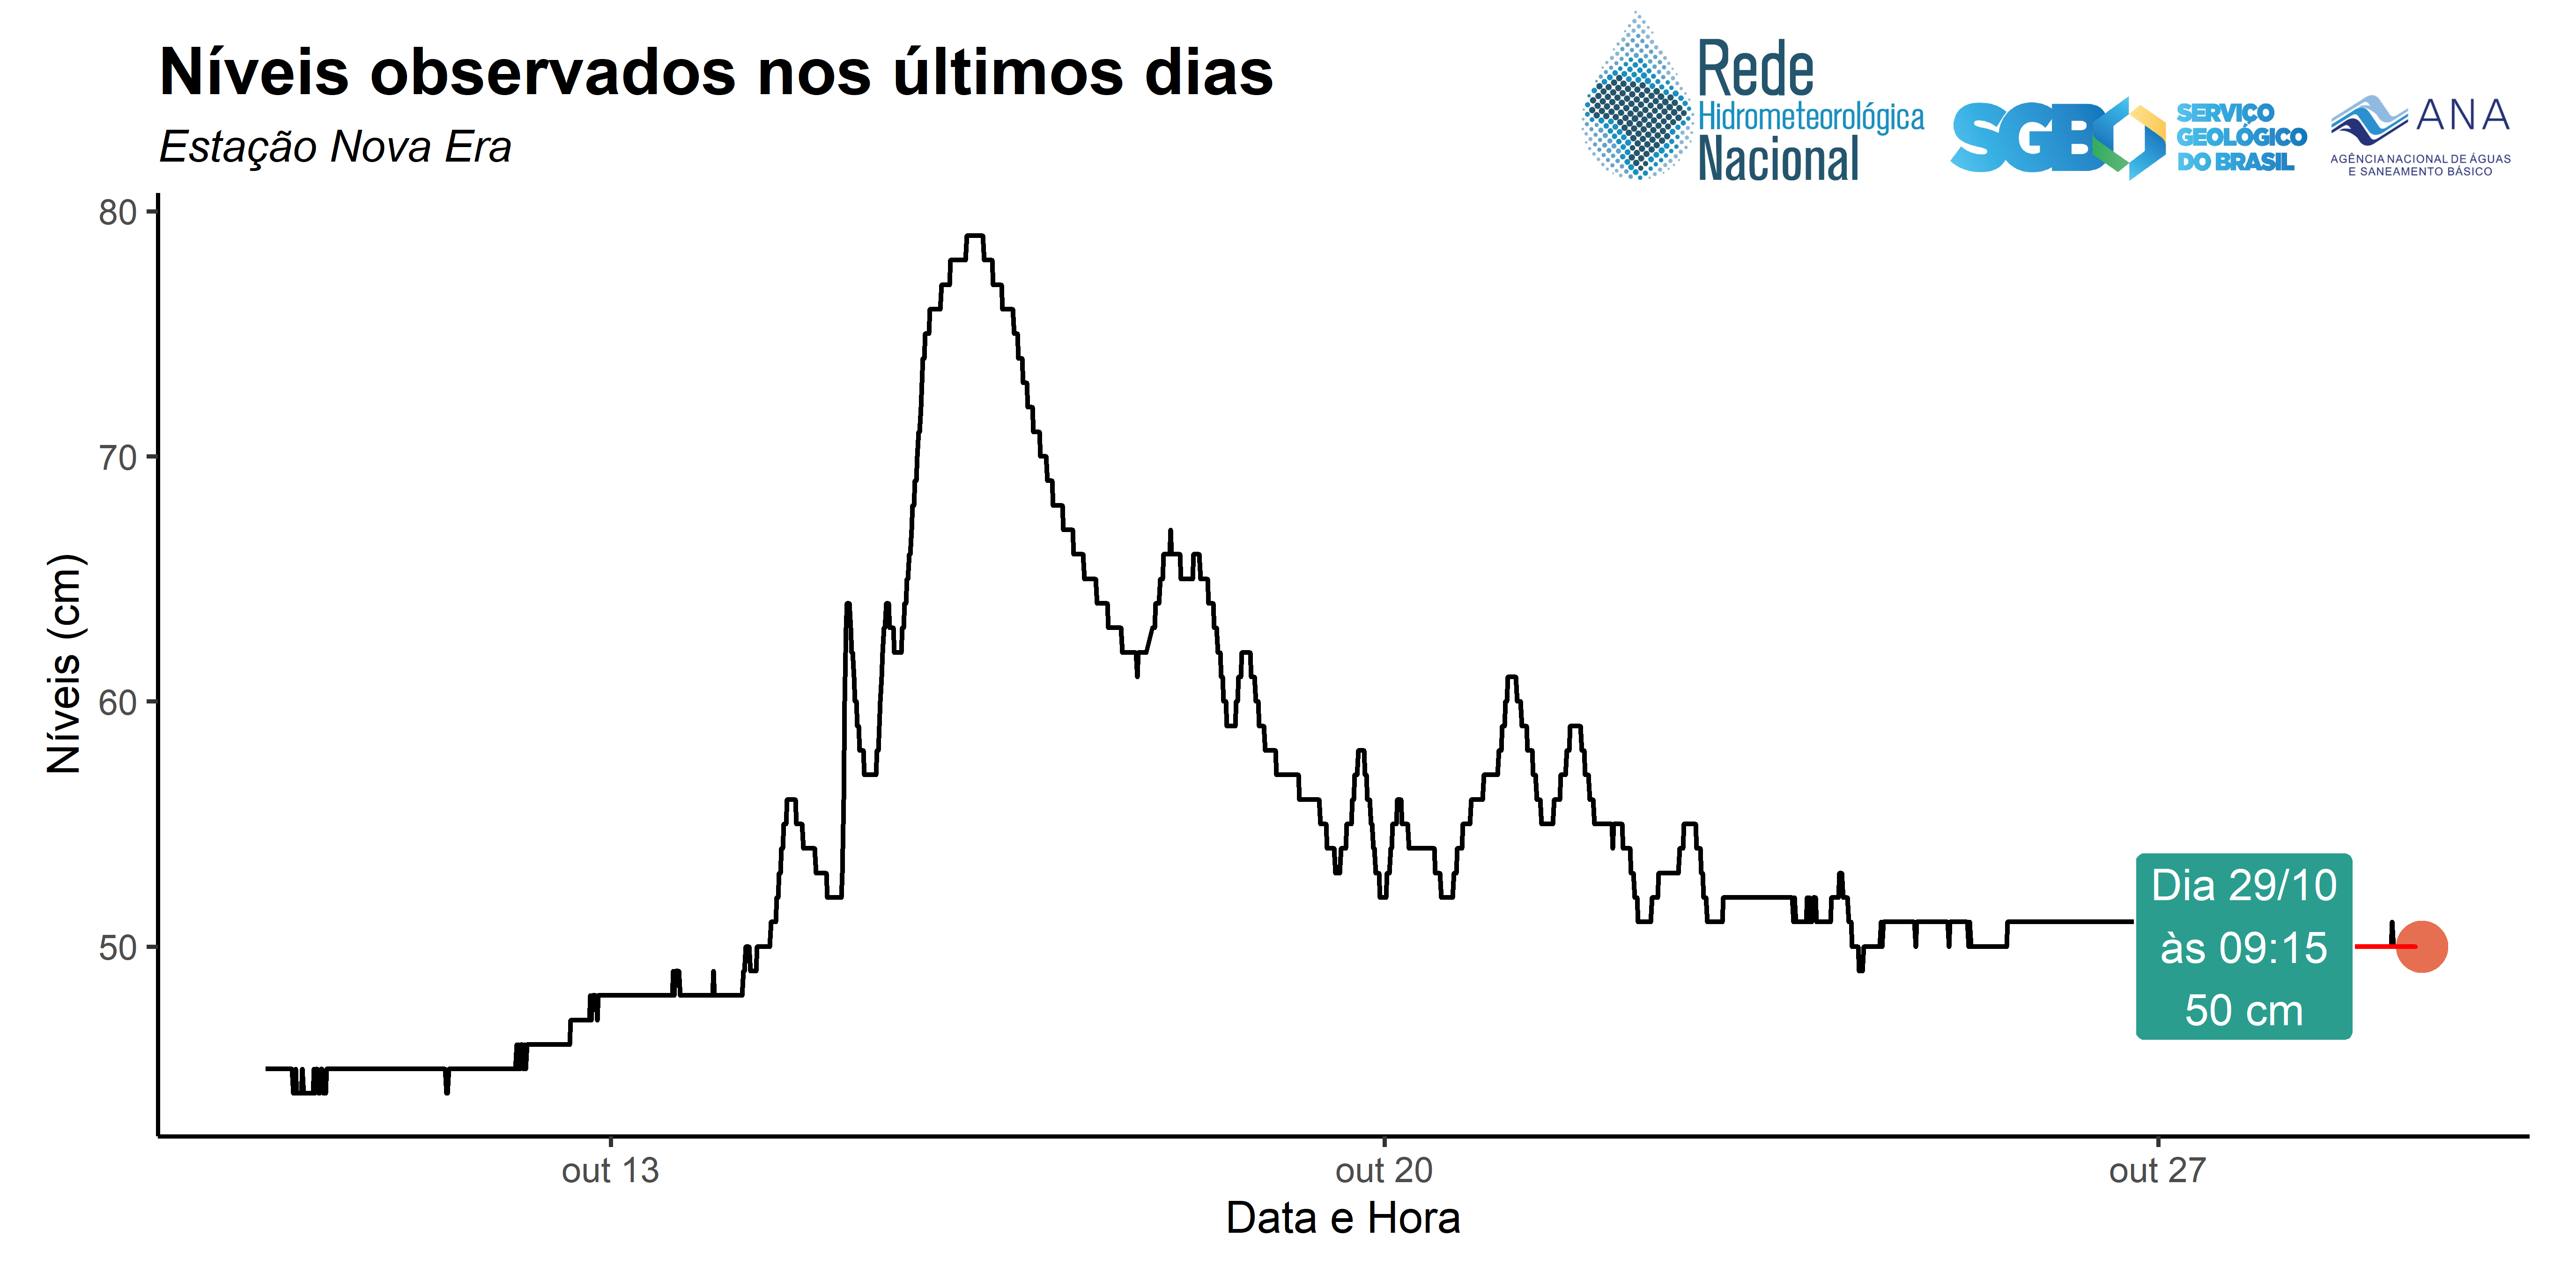 Níveis observados nos últimos dias
Estação Nova Era
Rede
Hidrometeorológica
Nacional
SGB
SERVIÇO
GEOLÓGICO
DO BRASIL
ANA
AGÊNCIA NACIONAL DE ÁGUAS
E SANEAMENTO BÁSICO
80
70
60
50
Níveis (cm)
Dia 29/10
às 09:15
50 cm
out 13
out 20
out 27
Data e Hora